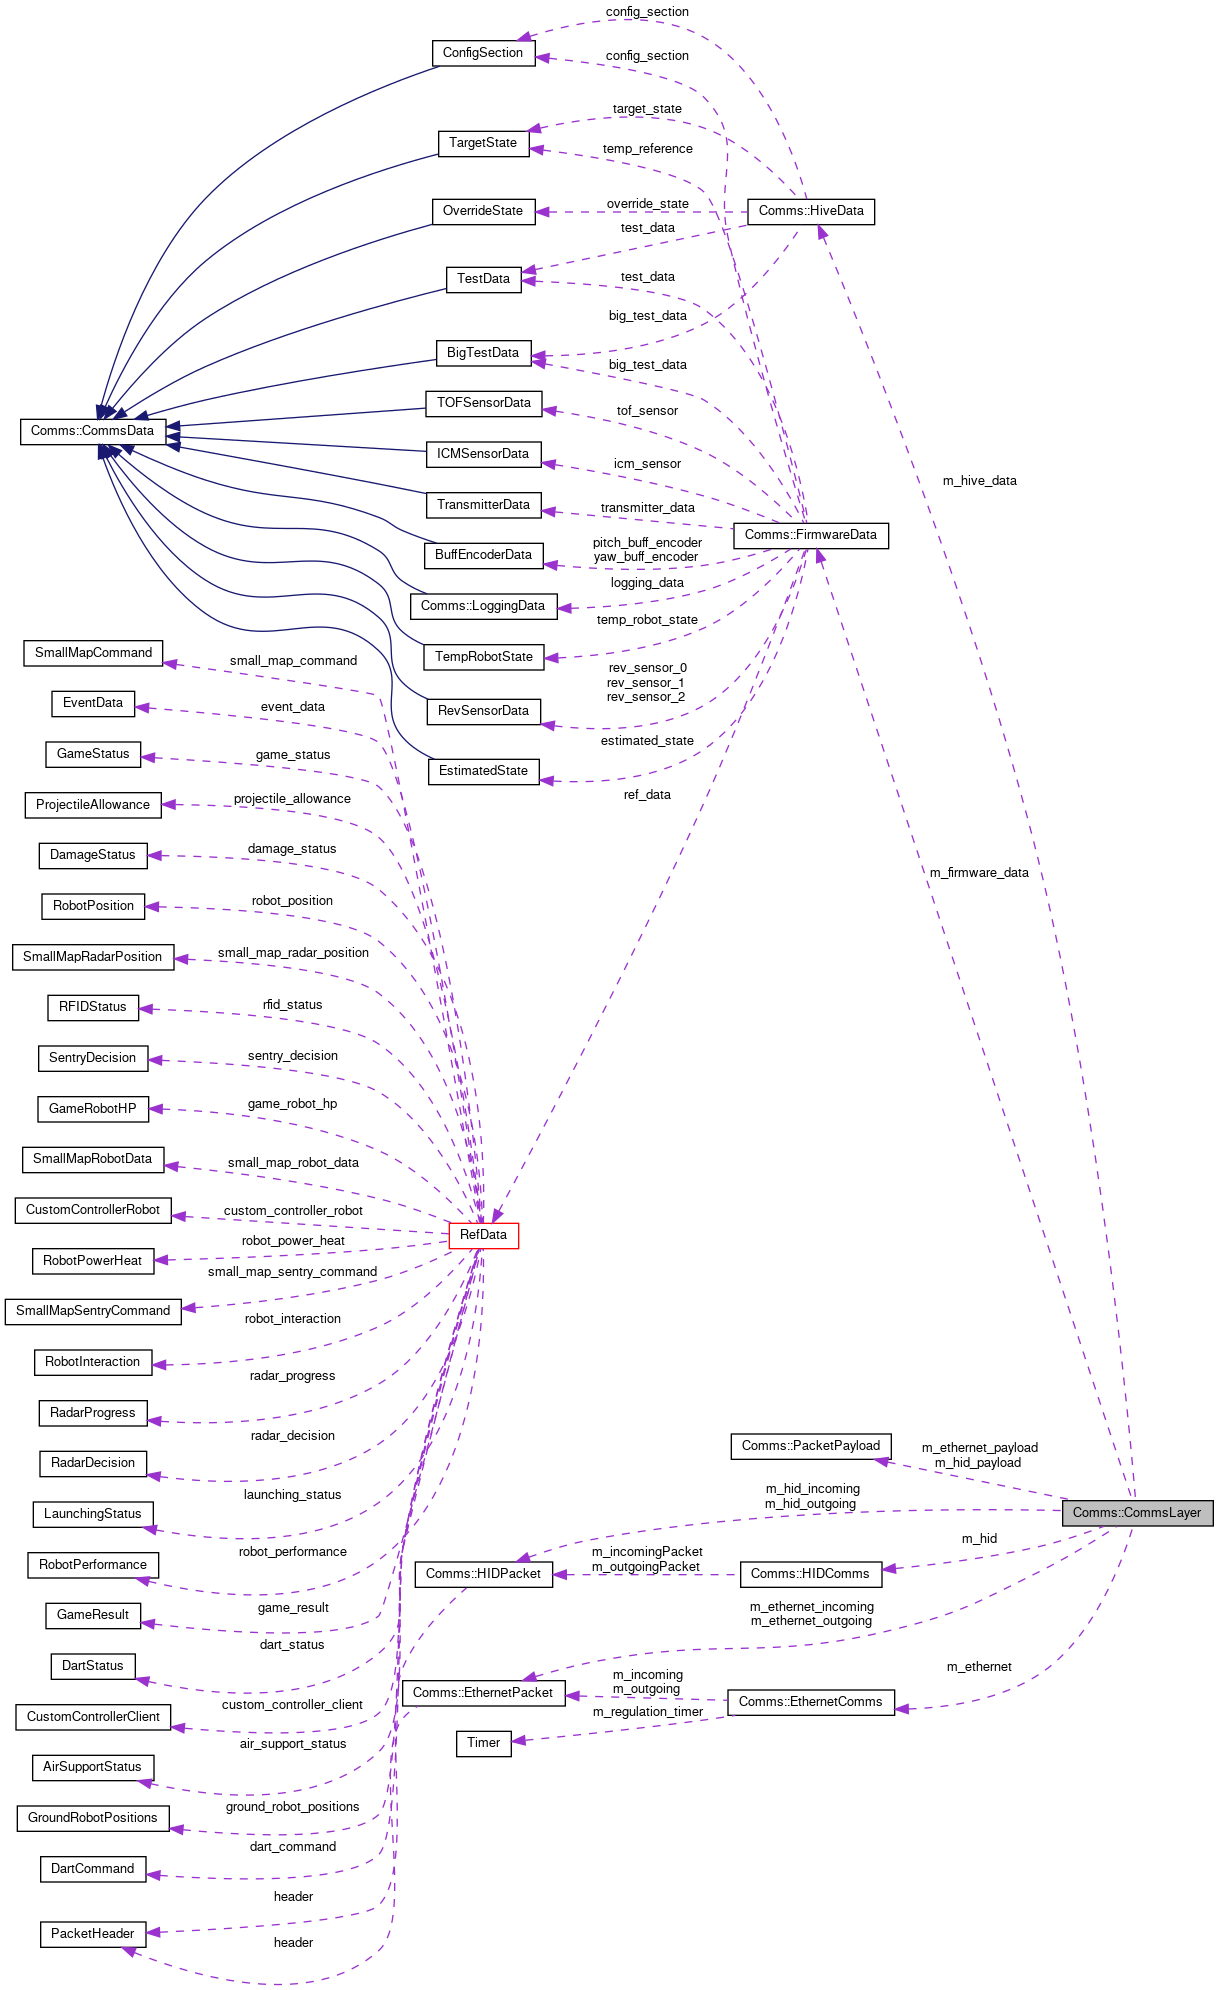 config_section
ConfigSection
config_section
target_state
TargetState
temp_reference
OverrideState
override_state
Comms::HiveData
test_data
TestData
test_data
big_test_data
BigTestData
big_test_data
TOFSensorData
tof_sensor
Comms::CommsData
ICMSensorData
icm_sensor
m_hive_data
TransmitterData
transmitter_data
Comms::FirmwareData
BuffEncoderData
pitch_buff_encoder
yaw_buff_encoder
Comms::LoggingData
logging_data
temp_robot_state
SmallMapCommand
small_map_command
TempRobotState
rev_sensor_0
rev_sensor_1
rev_sensor_2
EventData
event_data
RevSensorData
GameStatus
game_status
estimated_state
EstimatedState
ProjectileAllowance
projectile_allowance
ref_data
DamageStatus
damage_status
m_firmware_data
RobotPosition
robot_position
SmallMapRadarPosition
small_map_radar_position
RFIDStatus
rfid_status
SentryDecision
sentry_decision
GameRobotHP
game_robot_hp
SmallMapRobotData
small_map_robot_data
CustomControllerRobot
custom_controller_robot
RefData
RobotPowerHeat
robot_power_heat
SmallMapSentryCommand
small_map_sentry_command
robot_interaction
RobotInteraction
radar_progress
RadarProgress
radar_decision
RadarDecision
Comms::PacketPayload
m_ethernet_payload
m_hid_payload
LaunchingStatus
launching_status
m_hid_incoming
m_hid_outgoing
Comms::CommsLayer
RobotPerformance
robot_performance
Comms::HIDPacket
m_incomingPacket
m_outgoingPacket
Comms::HIDComms
m_hid
GameResult
game_result
m_ethernet_incoming
m_ethernet_outgoing
DartStatus
dart_status
m_ethernet
CustomControllerClient
custom_controller_client
Comms::EthernetPacket
m_incoming
m_outgoing
Comms::EthernetComms
m_regulation_timer
Timer
AirSupportStatus
air_support_status
GroundRobotPositions
ground_robot_positions
DartCommand
dart_command
header
PacketHeader
header